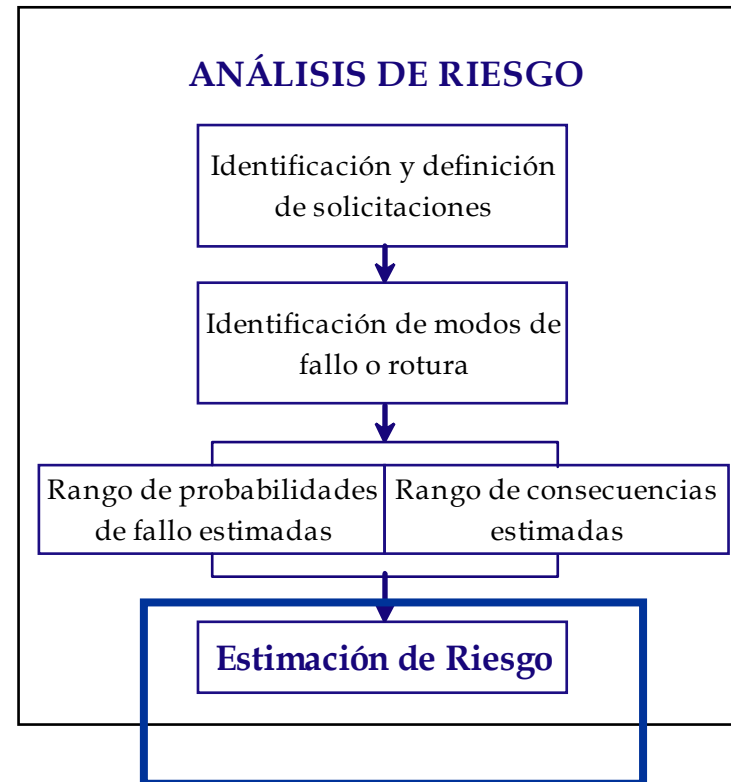 ANÁLISIS DE RIESGO
Identificación y definición
de solicitaciones
Identificación de modos de
fallo o rotura
Rango de probabilidades
de fallo estimadas
Rango de consecuencias
estimadas
Estimación de Riesgo